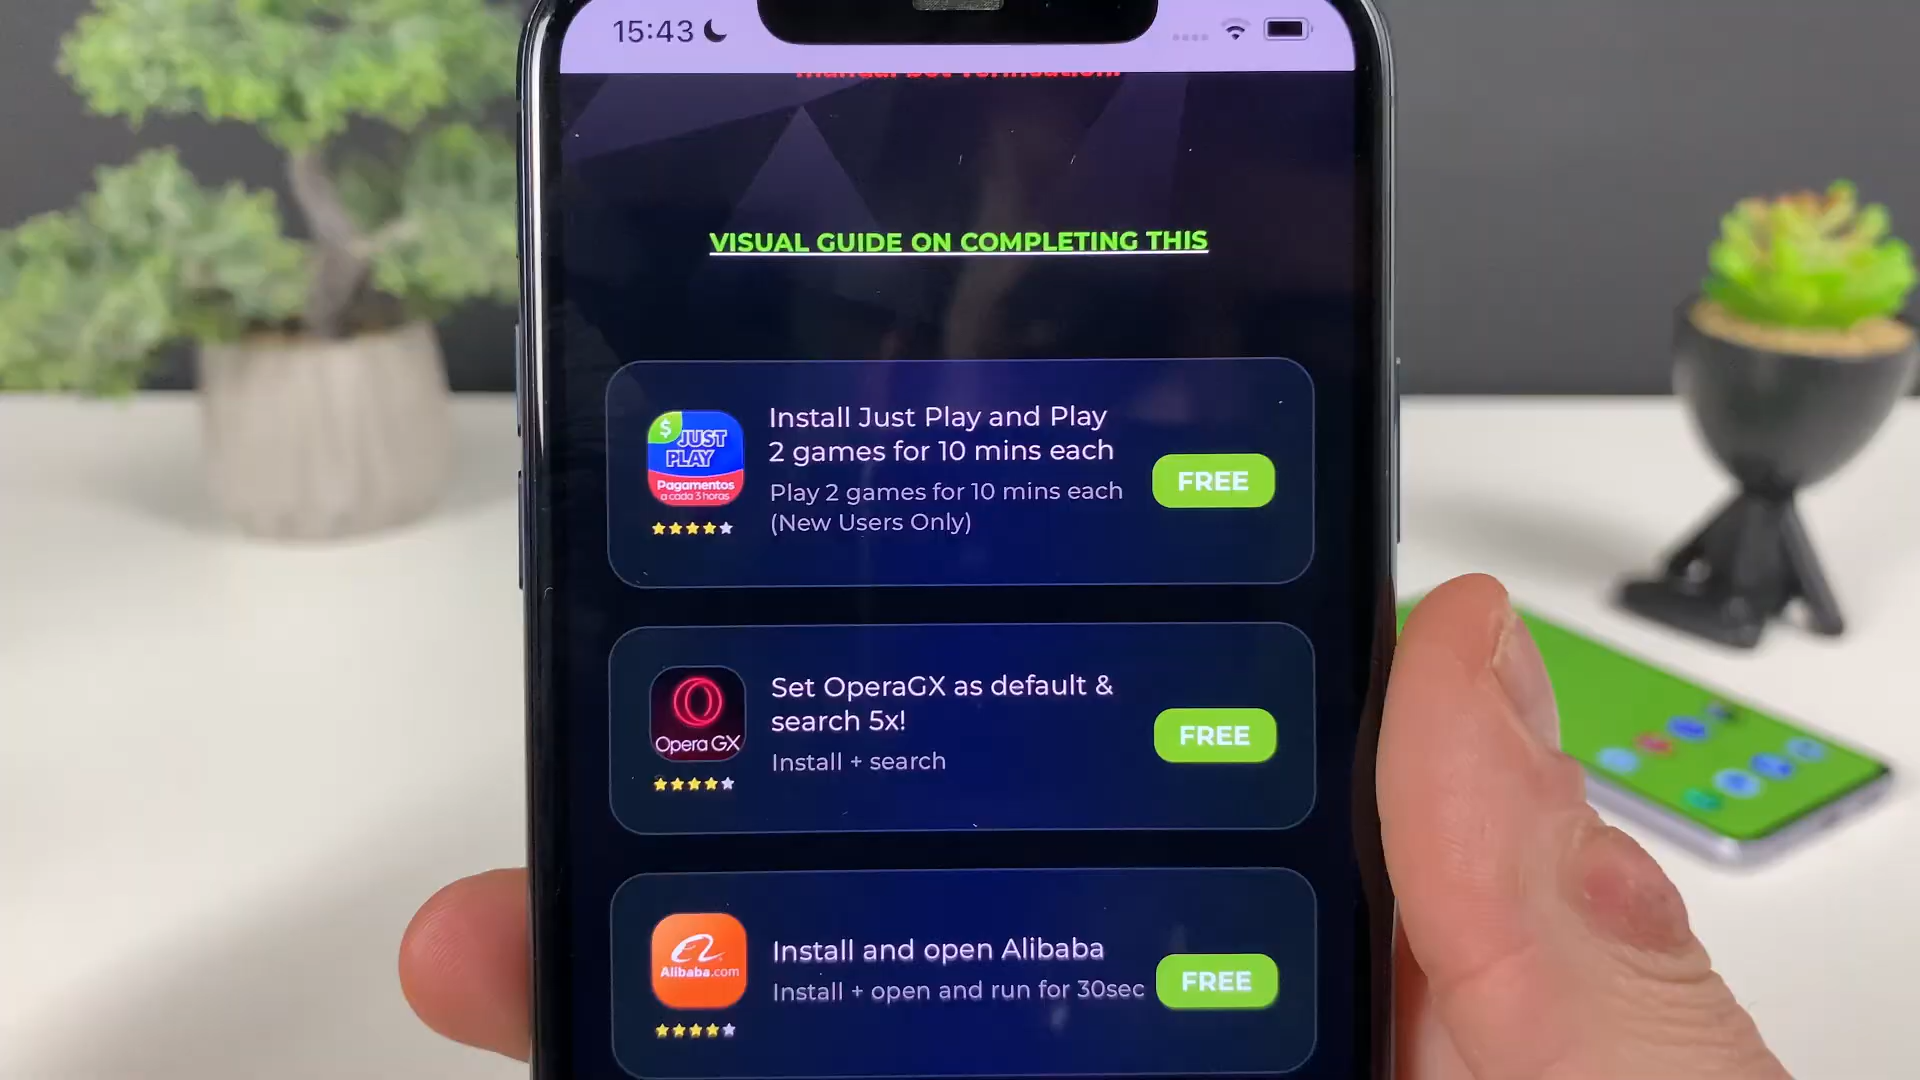 15:43
manual bot verification.
VISUAL GUIDE ON COMPLETING THIS
$ JUST
PLAY
Pagamentos
a cada 3 horas
Install Just Play and Play
2 games for 10 mins each
Play 2 games for 10 mins each
(New Users Only)
FREE
Opera GX
Set OperaGX as default &
search 5x!
Install + search
FREE
Alibaba.com
Install and open Alibaba
Install + open and run for 30sec
FREE